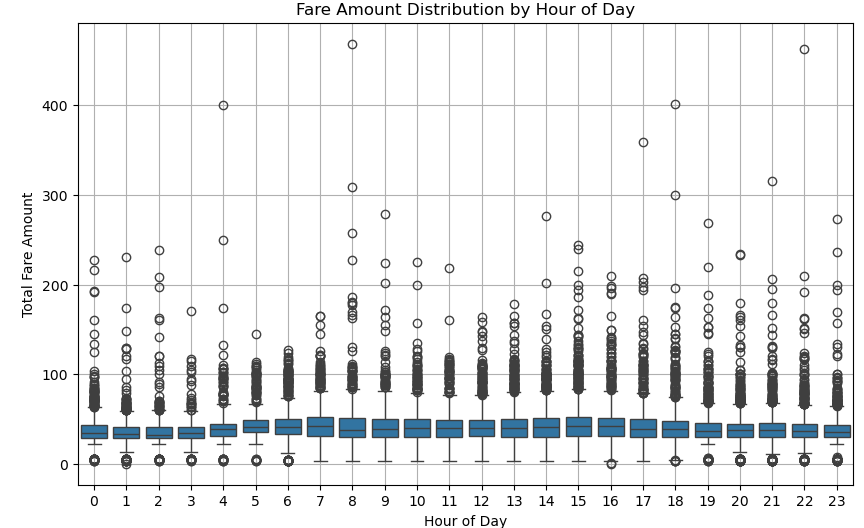 Fare Amount Distribution by Hour of Day
Total Fare Amount
400
300
200
100
0
0 1 2 3 4 5 6 7 8 9 10 11 12 13 14 15 16 17 18 19 20 21 22 23
Hour of Day